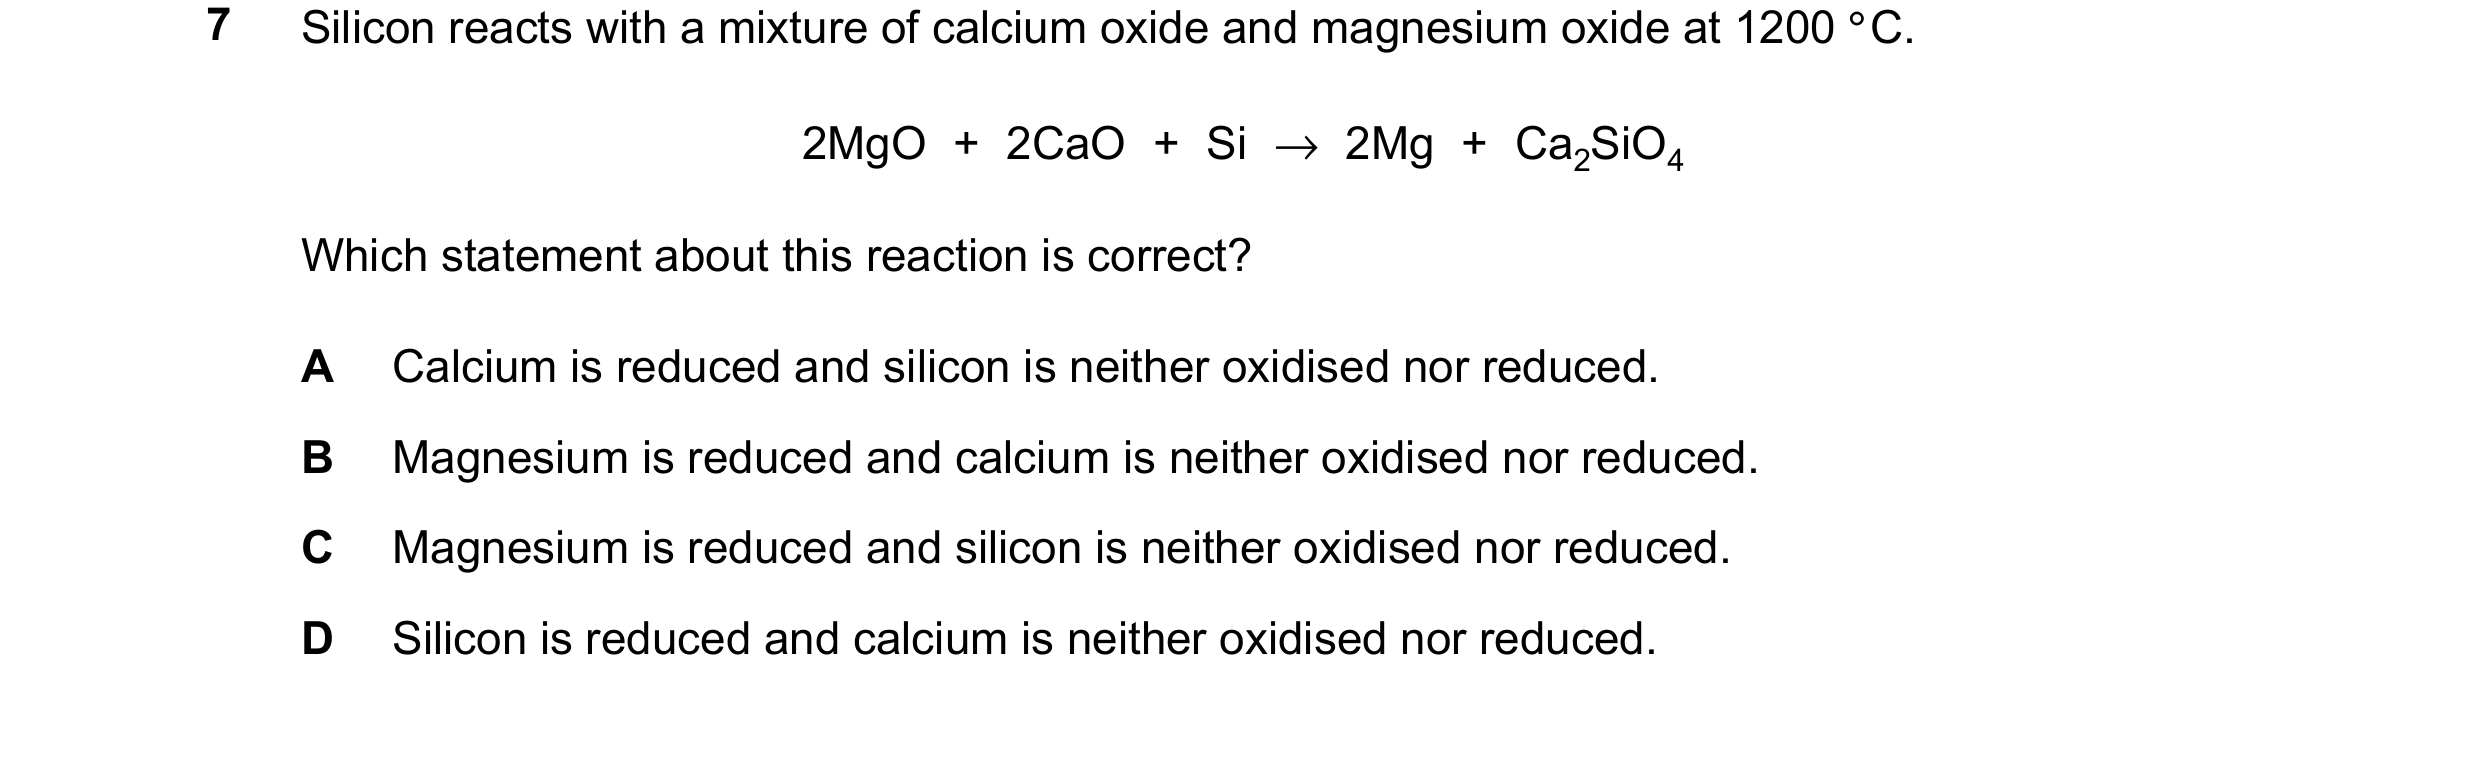 7 Silicon reacts with a mixture of calcium oxide and magnesium oxide at 1200 °C.
2MgO + 2CaO + Si → 2Mg + Ca₂SiO₄
Which statement about this reaction is correct?
A Calcium is reduced and silicon is neither oxidised nor reduced.
B Magnesium is reduced and calcium is neither oxidised nor reduced.
C Magnesium is reduced and silicon is neither oxidised nor reduced.
D Silicon is reduced and calcium is neither oxidised nor reduced.